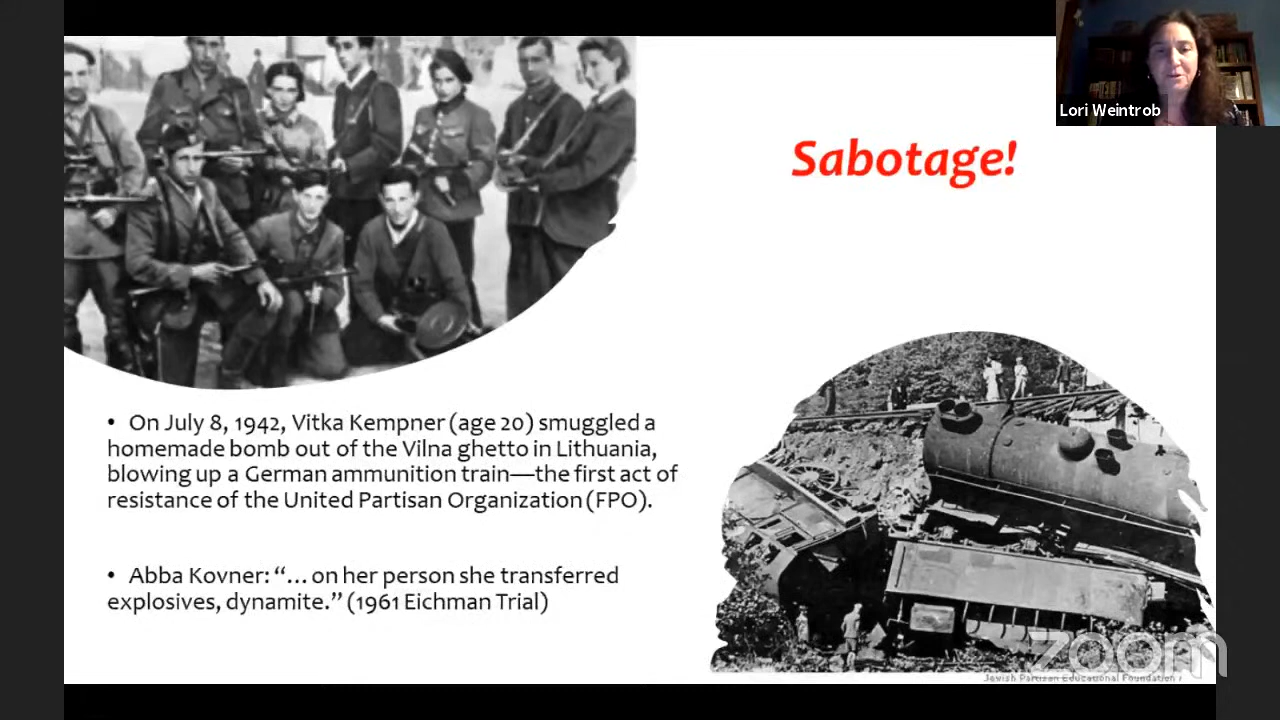 Lori Weintrob
Sabotage!
• On July 8, 1942, Vitka Kempner (age 20) smuggled a
homemade bomb out of the Vilna ghetto in Lithuania,
blowing up a German ammunition train—the first act of
resistance of the United Partisan Organization (FPO).
• Abba Kovner: “… on her person she transferred
explosives, dynamite.” (1961 Eichman Trial)
zoom
Jewish Partisan Educational Foundation